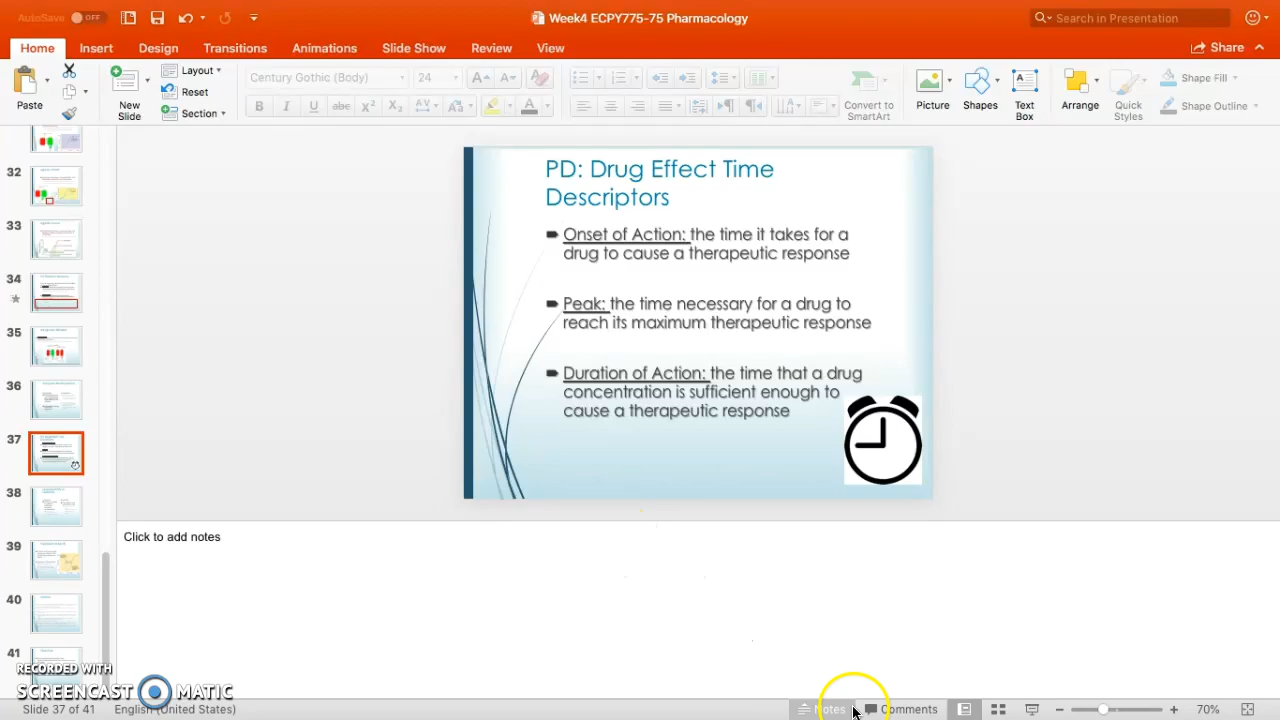 AutoSave OFF
Week4 ECPY775-75 Pharmacology
Search in Presentation
Home Insert Design Transitions Animations Slide Show Review View
Share
Paste
New Slide
Layout
Reset
Section
Century Gothic (Body) 24
Convert to SmartArt
Picture
Shapes
Text Box
Arrange
Quick Styles
Shape Fill
Shape Outline
32
33
34
35
36
37
38
39
40
41
PD: Drug Effect Time
Descriptors
Onset of Action: the time it takes for a
drug to cause a therapeutic response
Peak: the time necessary for a drug to
reach its maximum therapeutic response
Duration of Action: the time that a drug
concentration is sufficient enough to
cause a therapeutic response
Click to add notes
RECORDED WITH
SCREENCAST MATIC
Slide 37 of 41 English (United States)
Notes Comments 70%